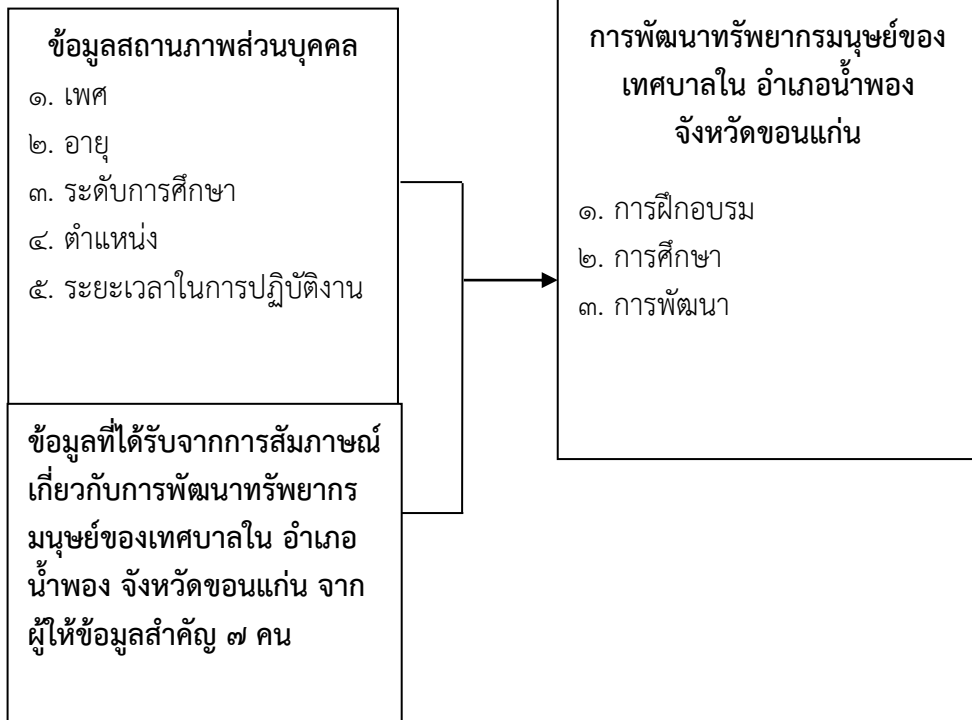 ข้อมูลสถานภาพส่วนบุคคล
๑. เพศ
๒. อายุ
๓. ระดับการศึกษา
๔. ตำแหน่ง
๕. ระยะเวลาในการปฏิบัติงาน
ข้อมูลที่ได้รับจากการสัมภาษณ์
เกี่ยวกับการพัฒนาทรัพยากร
มนุษย์ของเทศบาลใน อำเภอ
น้ำพอง จังหวัดขอนแก่น จาก
ผู้ให้ข้อมูลสำคัญ ๗ คน
การพัฒนาทรัพยากรมนุษย์ของ
เทศบาลใน อำเภอน้ำพอง
จังหวัดขอนแก่น
๑. การฝึกอบรม
๒. การศึกษา
๓. การพัฒนา